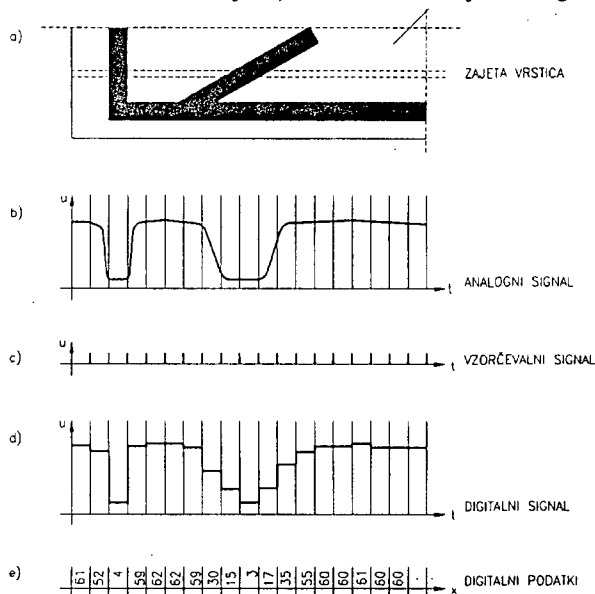 a)
ZAJETA VRSTICA
b)
u
t
ANALOGNI SIGNAL
c)
u
t
VZORČEVALNI SIGNAL
d)
u
t
DIGITALNI SIGNAL
e)
61 52 4 59 62 62 59 30 15 3 17 35 55 60 60 61 60 60
x
DIGITALNI PODATKI